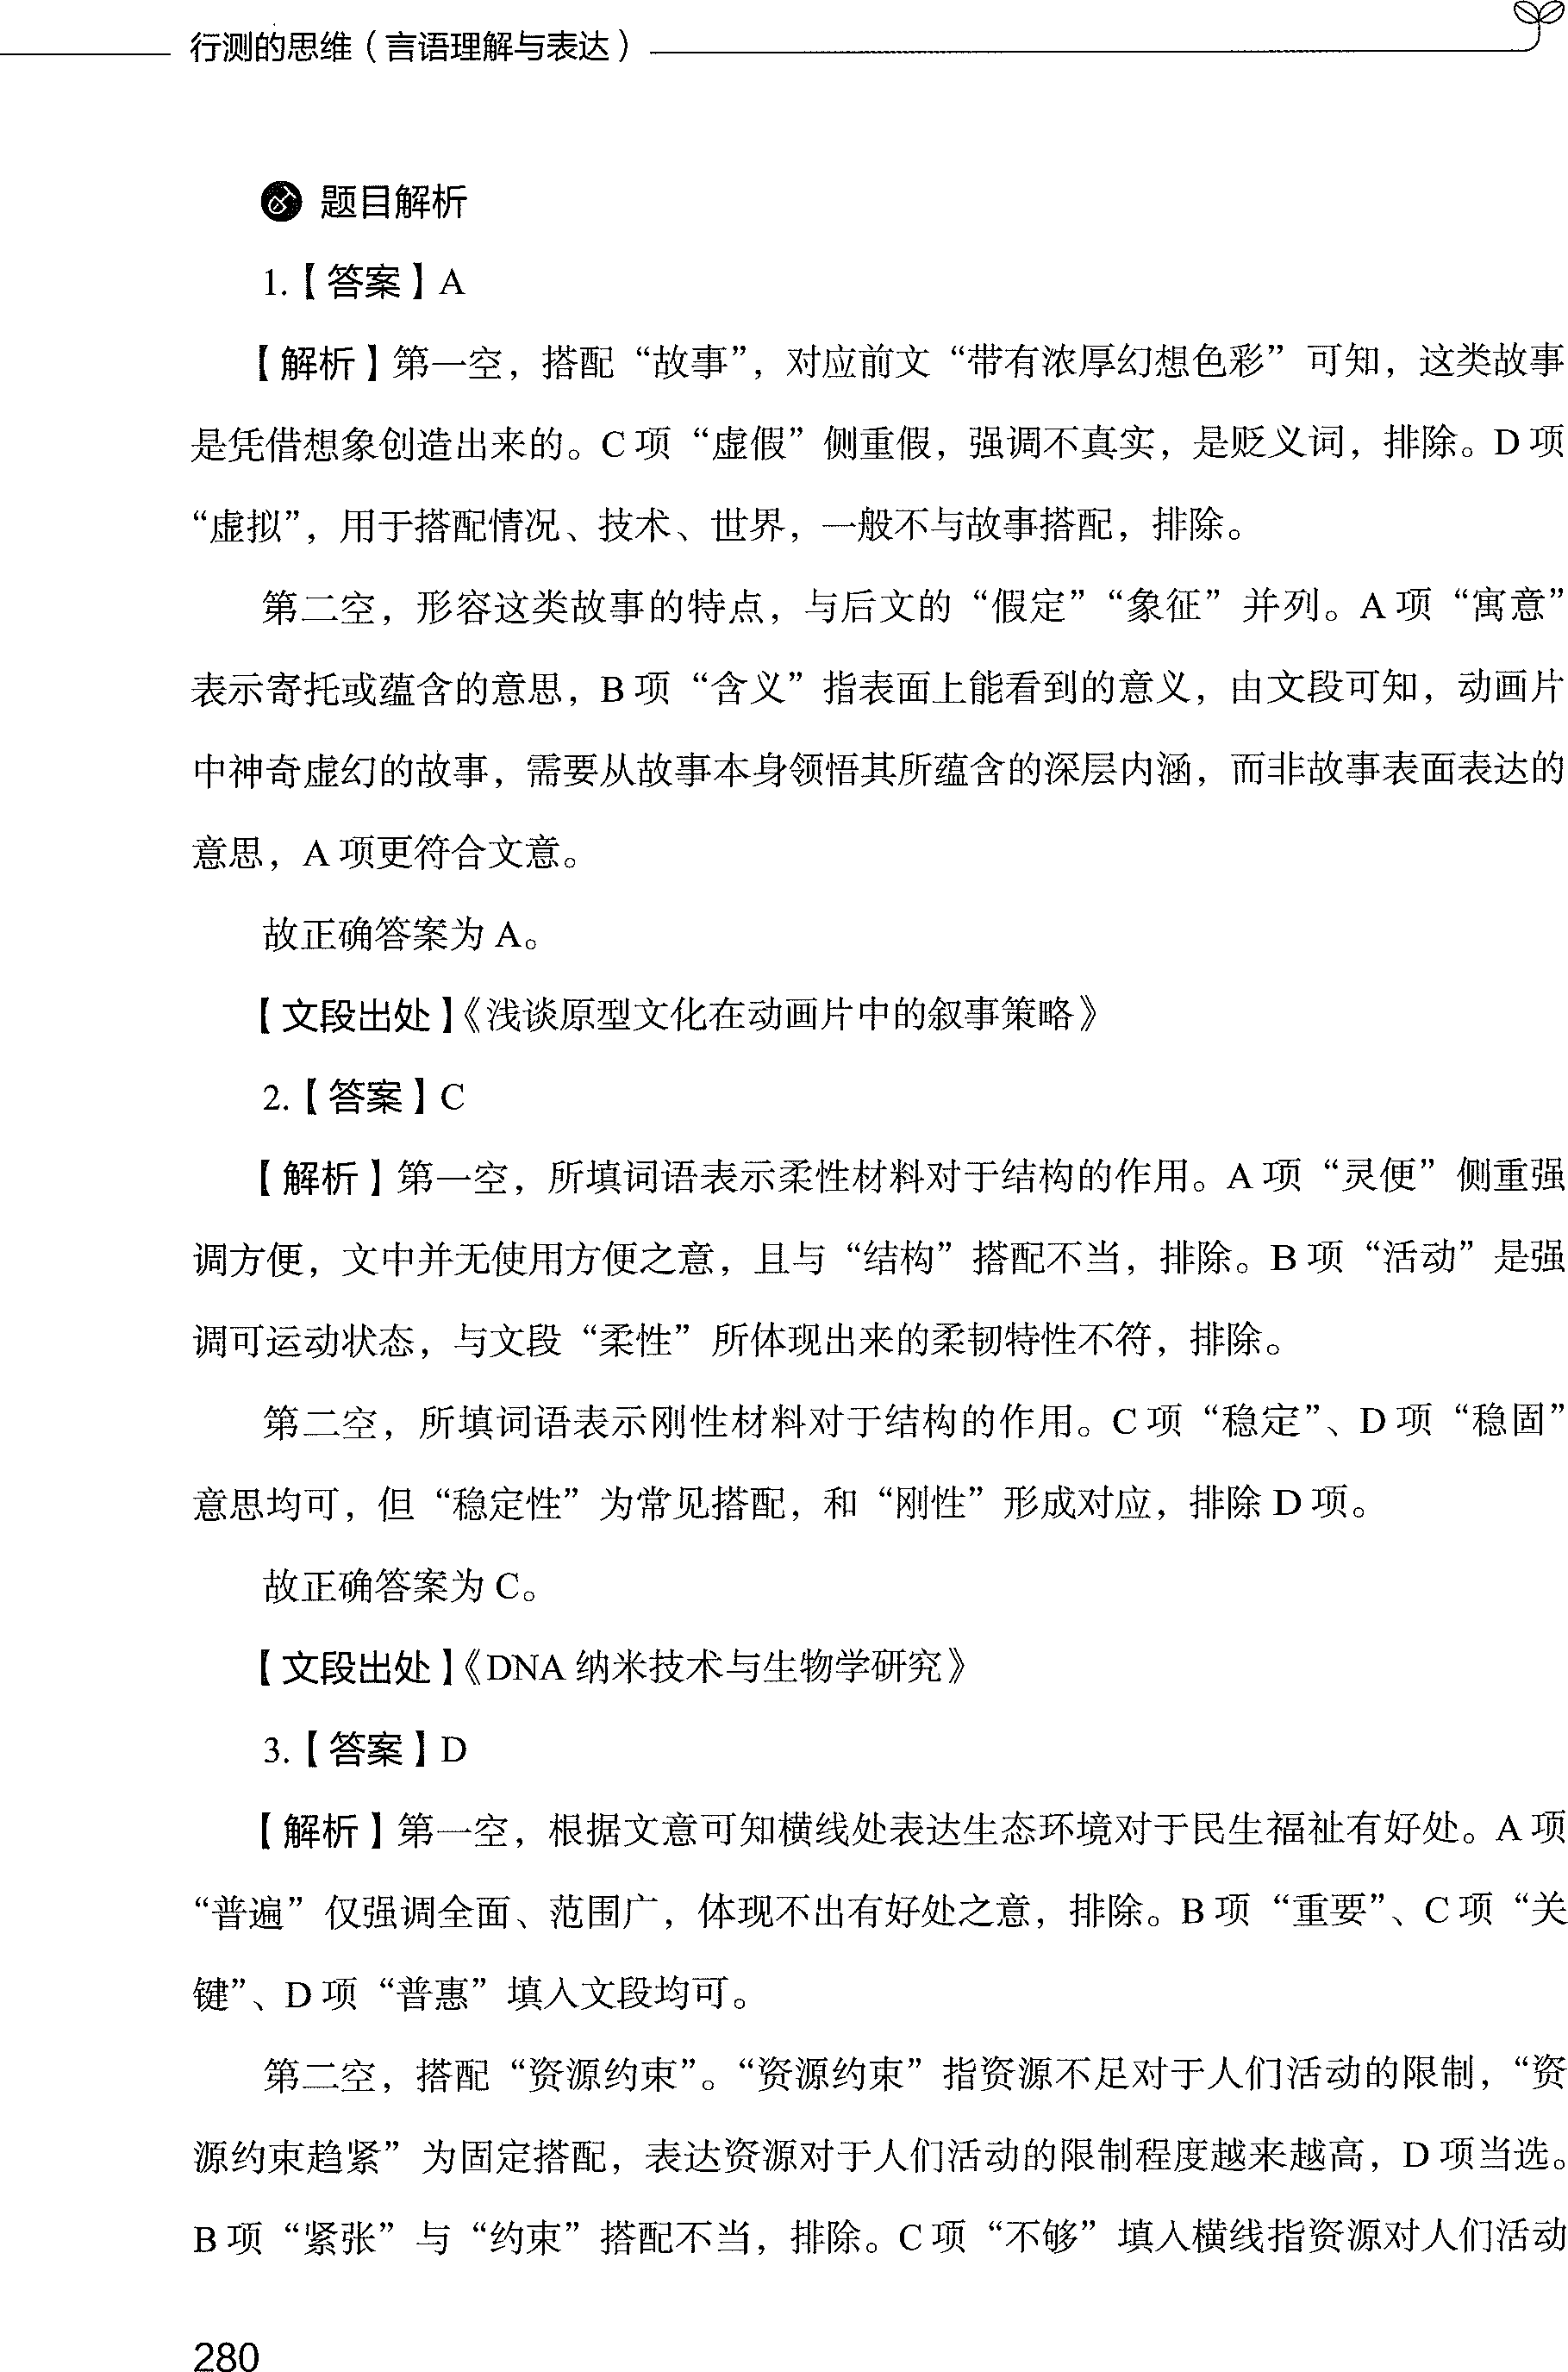 行测的思维（言语理解与表达）
题目解析
1.【答案】A
【解析】第一空，搭配“故事”，对应前文“带有浓厚幻想色彩”可知，这类故事
是凭借想象创造出来的。C 项“虚假”侧重假，强调不真实，是贬义词，排除。D 项
“虚拟”，用于搭配情况、技术、世界，一般不与故事搭配，排除。
第二空，形容这类故事的特点，与后文的“假定”“象征”并列。A 项“寓意”
表示寄托或蕴含的意思，B 项“含义”指表面上能看到的意义，由文段可知，动画片
中神奇虚幻的故事，需要从故事本身领悟其所蕴含的深层内涵，而非故事表面表达的
意思，A 项更符合文意。
故正确答案为 A。
【文段出处】《浅谈原型文化在动画片中的叙事策略》
2.【答案】C
【解析】第一空，所填词语表示柔性材料对于结构的作用。A 项“灵便”侧重强
调方便，文中并无使用方便之意，且与“结构”搭配不当，排除。B 项“活动”是强
调可运动状态，与文段“柔性”所体现出来的柔韧特性不符，排除。
第二空，所填词语表示刚性材料对于结构的作用。C 项“稳定”、D 项“稳固”
意思均可，但“稳定性”为常见搭配，和“刚性”形成对应，排除 D 项。
故正确答案为 C。
【文段出处】《DNA 纳米技术与生物学研究》
3.【答案】D
【解析】第一空，根据文意可知横线处表达生态环境对于民生福祉有好处。A 项
“普遍”仅强调全面、范围广，体现不出有好处之意，排除。B 项“重要”、C 项“关
键”、D 项“普惠”填入文段均可。
第二空，搭配“资源约束”。“资源约束”指资源不足对于人们活动的限制，“资
源约束趋紧”为固定搭配，表达资源对于人们活动的限制程度越来越高，D 项当选。
B 项“紧张”与“约束”搭配不当，排除。C 项“不够”填入横线指资源对人们活动
280